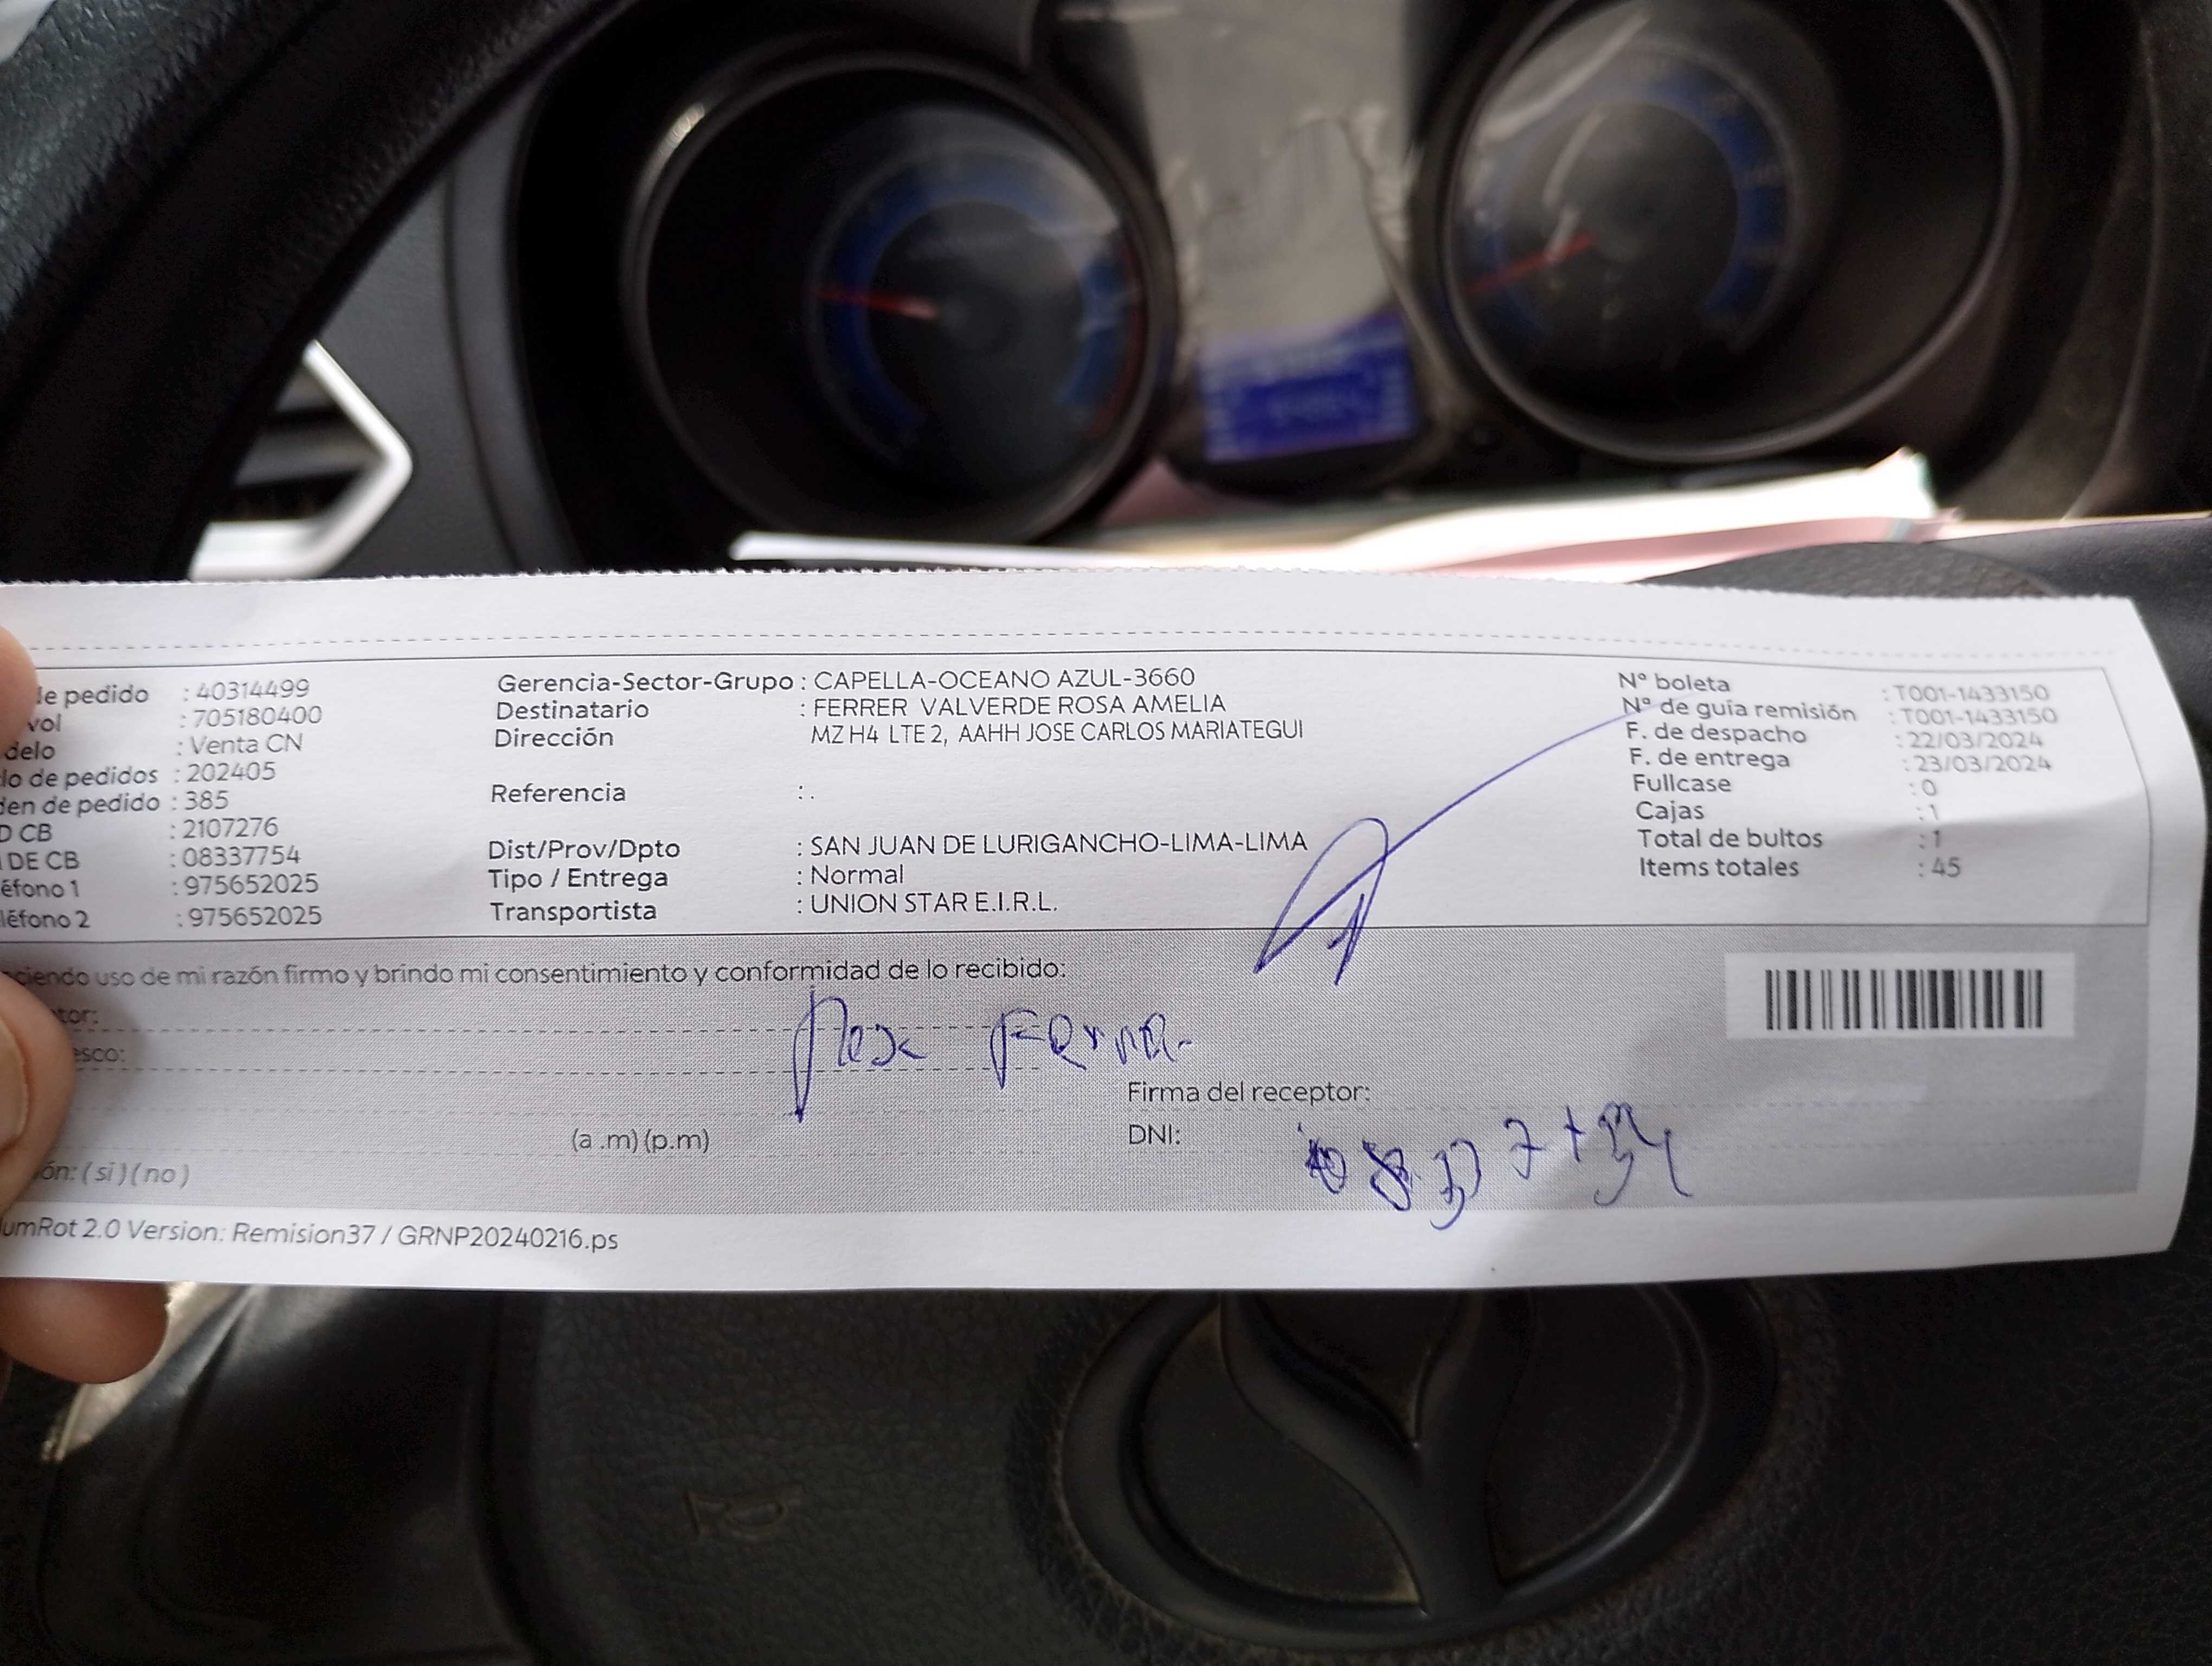 de pedido : 40314499
vol : 705180400
delo : Venta CN
lo de pedidos : 202405
den de pedido : 385
D CB : 2107276
I DE CB : 08337754
éfono 1 : 975652025
léfono 2 : 975652025
Gerencia-Sector-Grupo : CAPELLA-OCEANO AZUL-3660
Destinatario : FERRER VALVERDE ROSA AMELIA
Dirección MZ H4 LTE 2, AAHH JOSE CARLOS MARIATEGUI
Referencia : .
Dist/Prov/Dpto : SAN JUAN DE LURIGANCHO-LIMA-LIMA
Tipo / Entrega : Normal
Transportista : UNION STAR E.I.R.L.
N° boleta : T001-1433150
N° de guía remisión : T001-1433150
F. de despacho : 22/03/2024
F. de entrega : 23/03/2024
Fullcase : 0
Cajas : 1
Total de bultos : 1
Items totales : 45
ciendo uso de mi razón firmo y brindo mi consentimiento y conformidad de lo recibido:
tor:
esco:
Firma del receptor:
(a .m) (p.m)
DNI:
ón: ( si ) ( no )
umRot 2.0 Version: Remision37 / GRNP20240216.ps